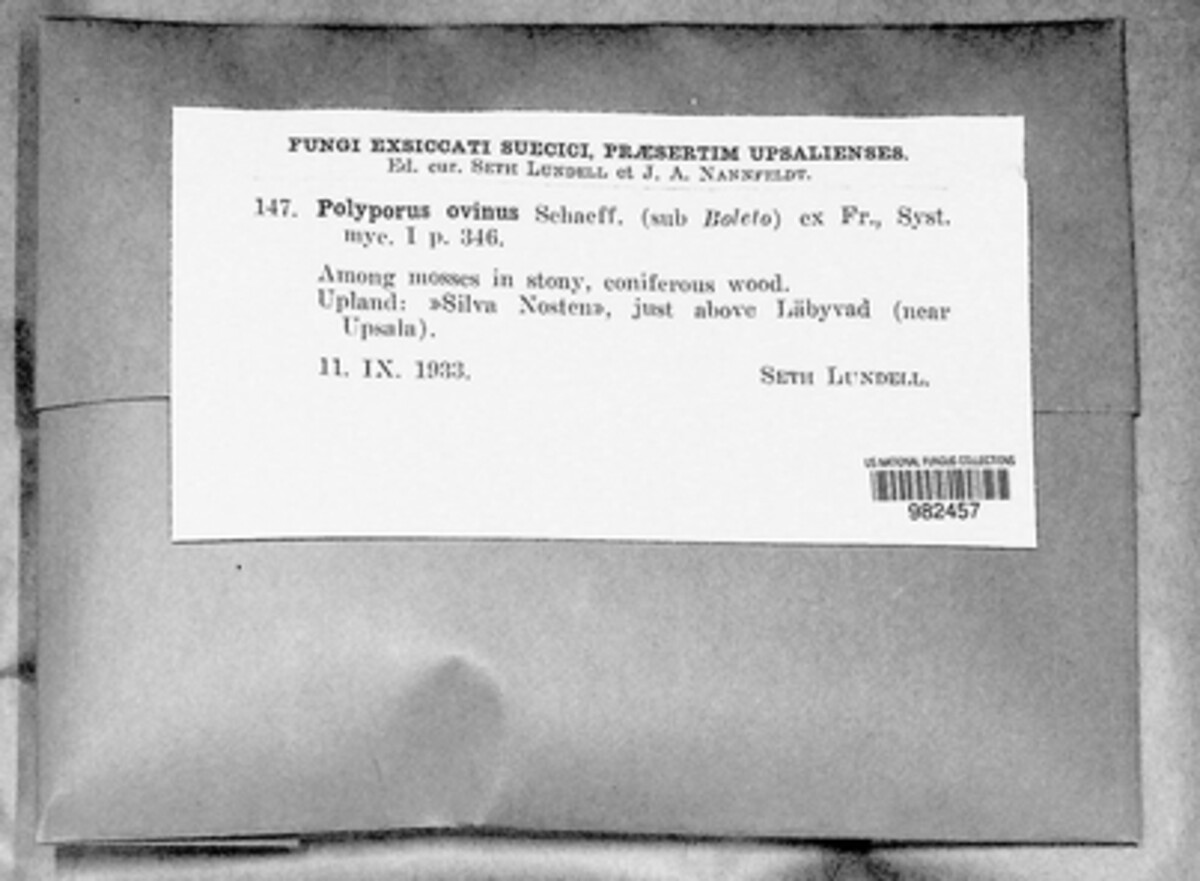 FUNGI EXSICCATI SUECICI, PRÆSERTIM UPSALIENSES.
Ed. cur. SETH LUNDELL et J. A. NANNFELDT.
147. Polyporus ovinus Schaeff. (sub Boleto) ex Fr., Syst.
myc. I p. 346.
Among mosses in stony, coniferous wood.
Upland: »Silva Nosten», just above Läbyvad (near
Upsala).
11. IX. 1933. SETH LUNDELL.
US NATIONAL FUNGUS COLLECTIONS
982457